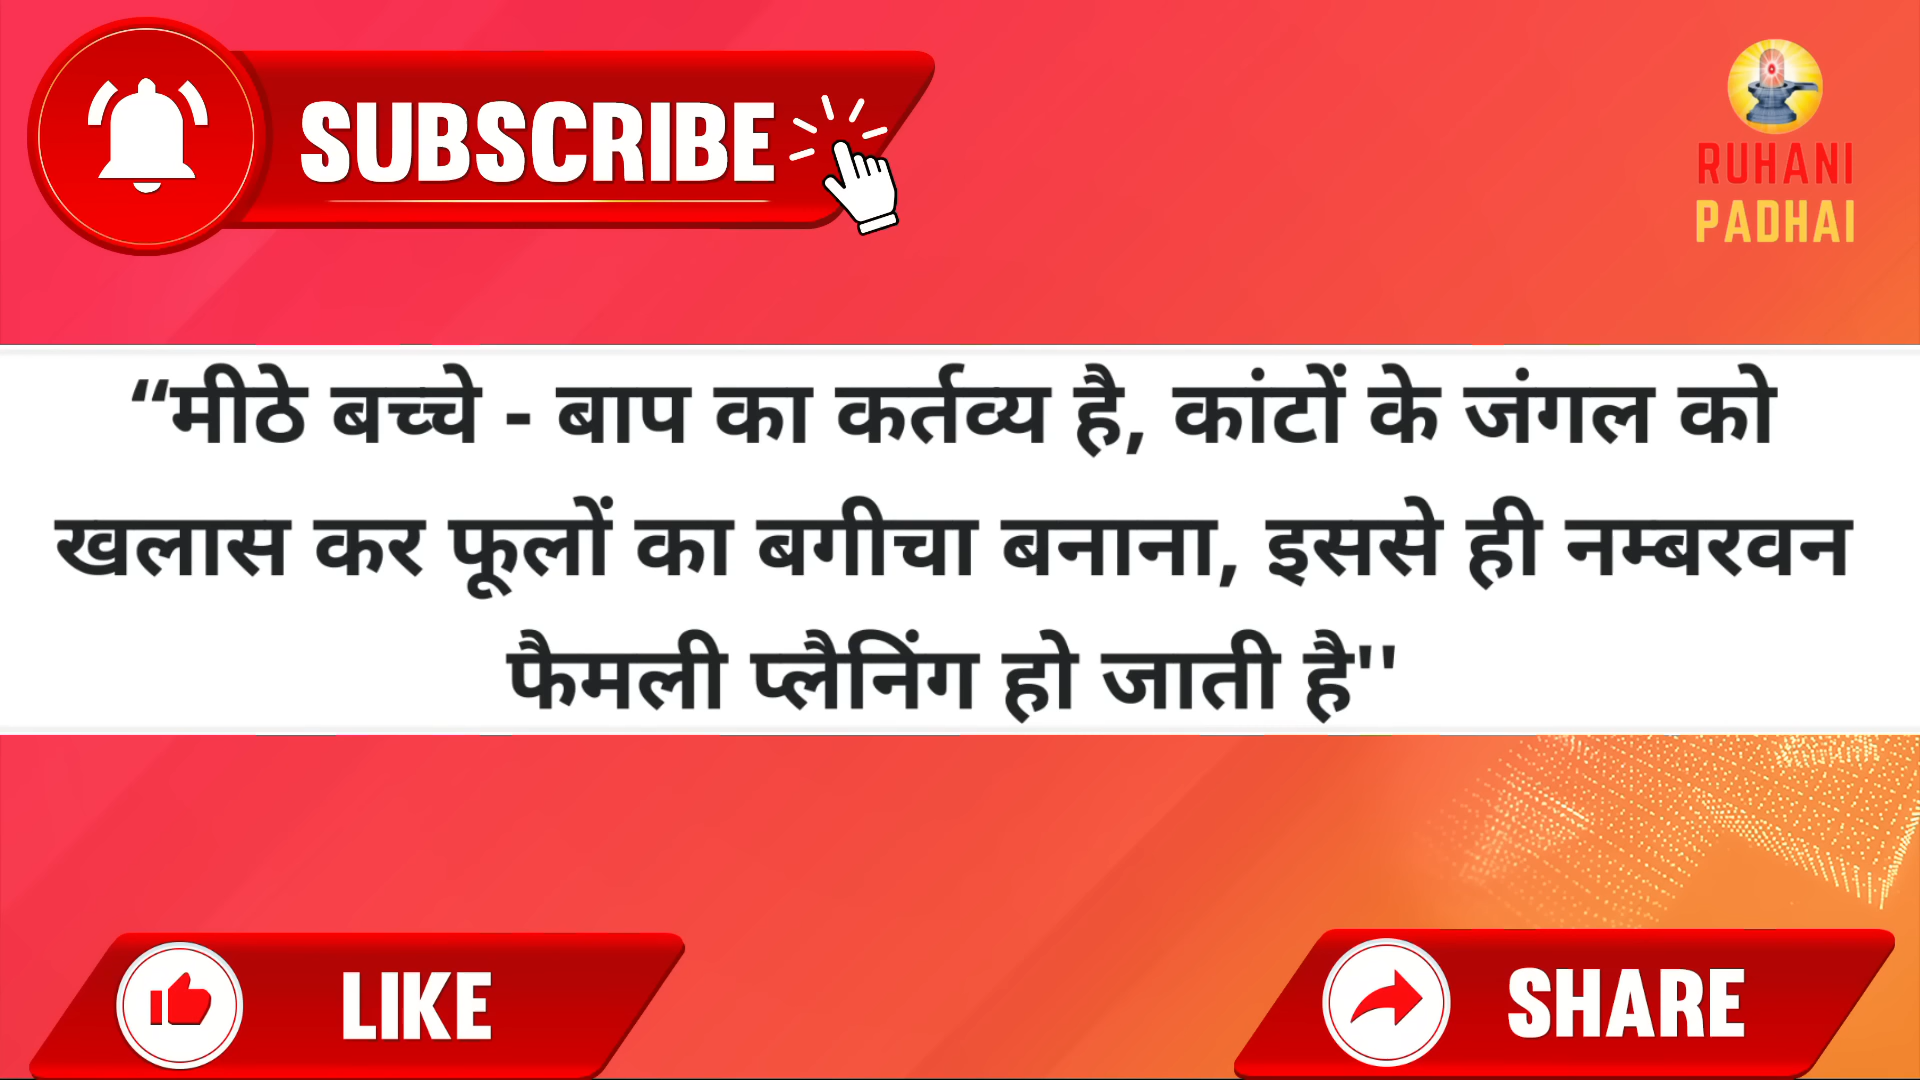 SUBSCRIBE
RUHANI
PADHAI
“मीठे बच्चे - बाप का कर्तव्य है, कांटों के जंगल को
खलास कर फूलों का बगीचा बनाना, इससे ही नम्बरवन
फैमली प्लैनिंग हो जाती है''
LIKE
SHARE